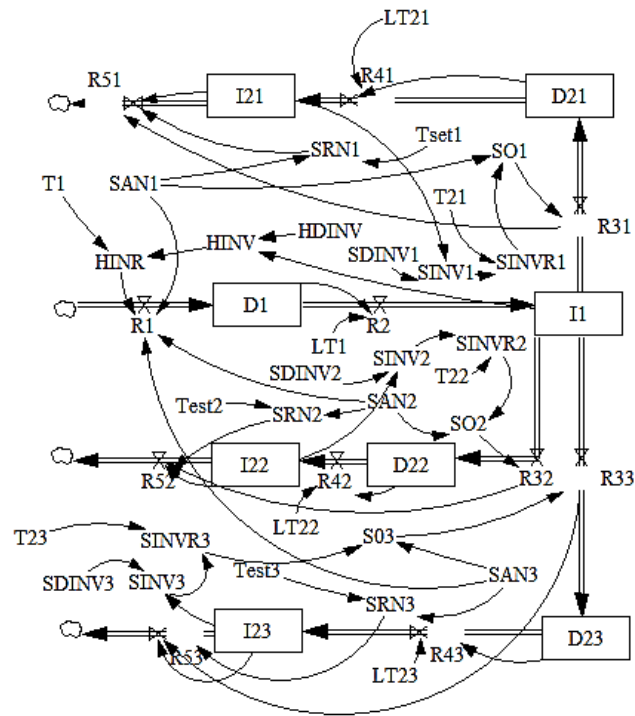 LT21
R51
I21
R41
D21
Tset1
SRN1
SO1
T1
SAN1
T21
R31
HINV
HDINV
HINR
SDINV1
SINV1
SINVR1
D1
I1
R1
R2
LT1
SINV2
SINVR2
SDINV2
T22
Test2
SAN2
SRN2
SO2
I22
D22
R52
R42
R32
R33
LT22
T23
SINVR3
S03
SDINV3
SINV3
Test3
SAN3
SRN3
I23
D23
R53
R43
LT23